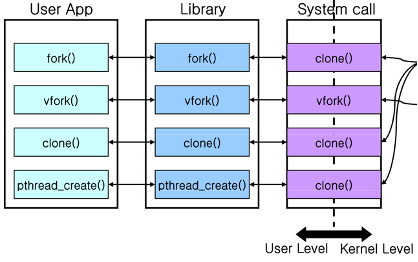 User App Library System call
fork() fork() clone()
vfork() vfork() vfork()
clone() clone() clone()
pthread_create() pthread_create() clone()
User Level Kernel Level